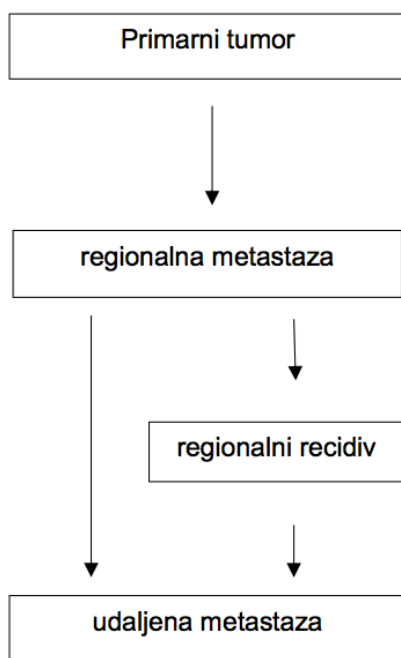 Primarni tumor
regionalna metastaza
regionalni recidiv
udaljena metastaza